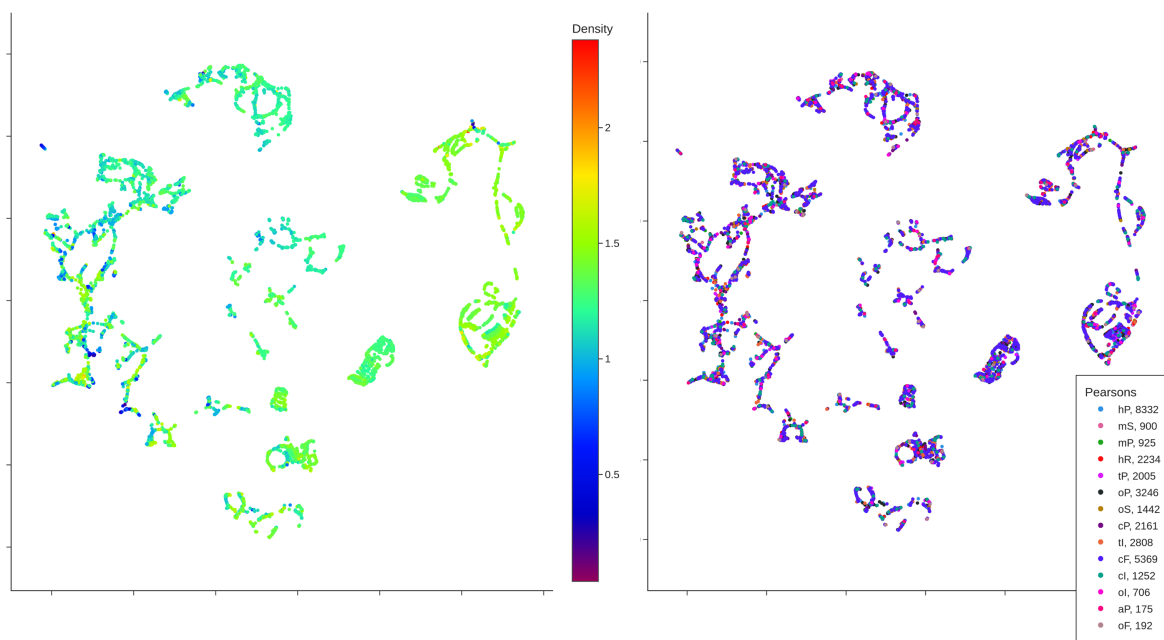 Density
2
1.5
1
0.5
Pearsons
hP, 8332
mS, 900
mP, 925
hR, 2234
tP, 2005
oP, 3246
oS, 1442
cP, 2161
tI, 2808
cF, 5369
cI, 1252
oI, 706
aP, 175
oF, 192